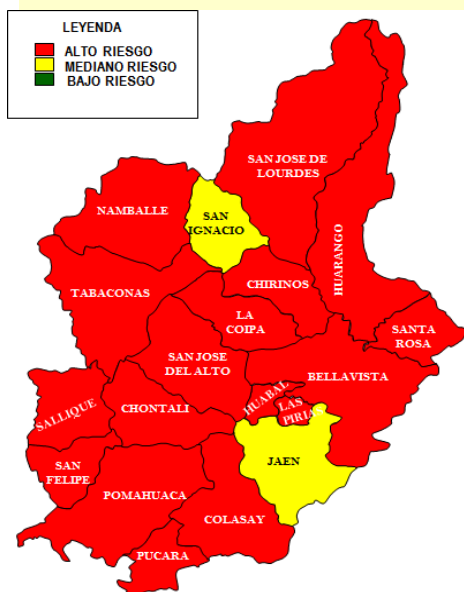 LEYENDA
ALTO RIESGO
MEDIANO RIESGO
BAJO RIESGO
SAN JOSE DE
LOURDES
NAMBALLE
SAN
IGNACIO
HUARANGO
TABACONAS
CHIRINOS
LA
COIPA
SANTA
ROSA
SAN JOSE
DEL ALTO
BELLAVISTA
HUABAL
LAS
PIRIAS
SALLIQUE
CHONTALI
SAN
FELIPE
JAEN
POMAHUACA
COLASAY
PUCARA